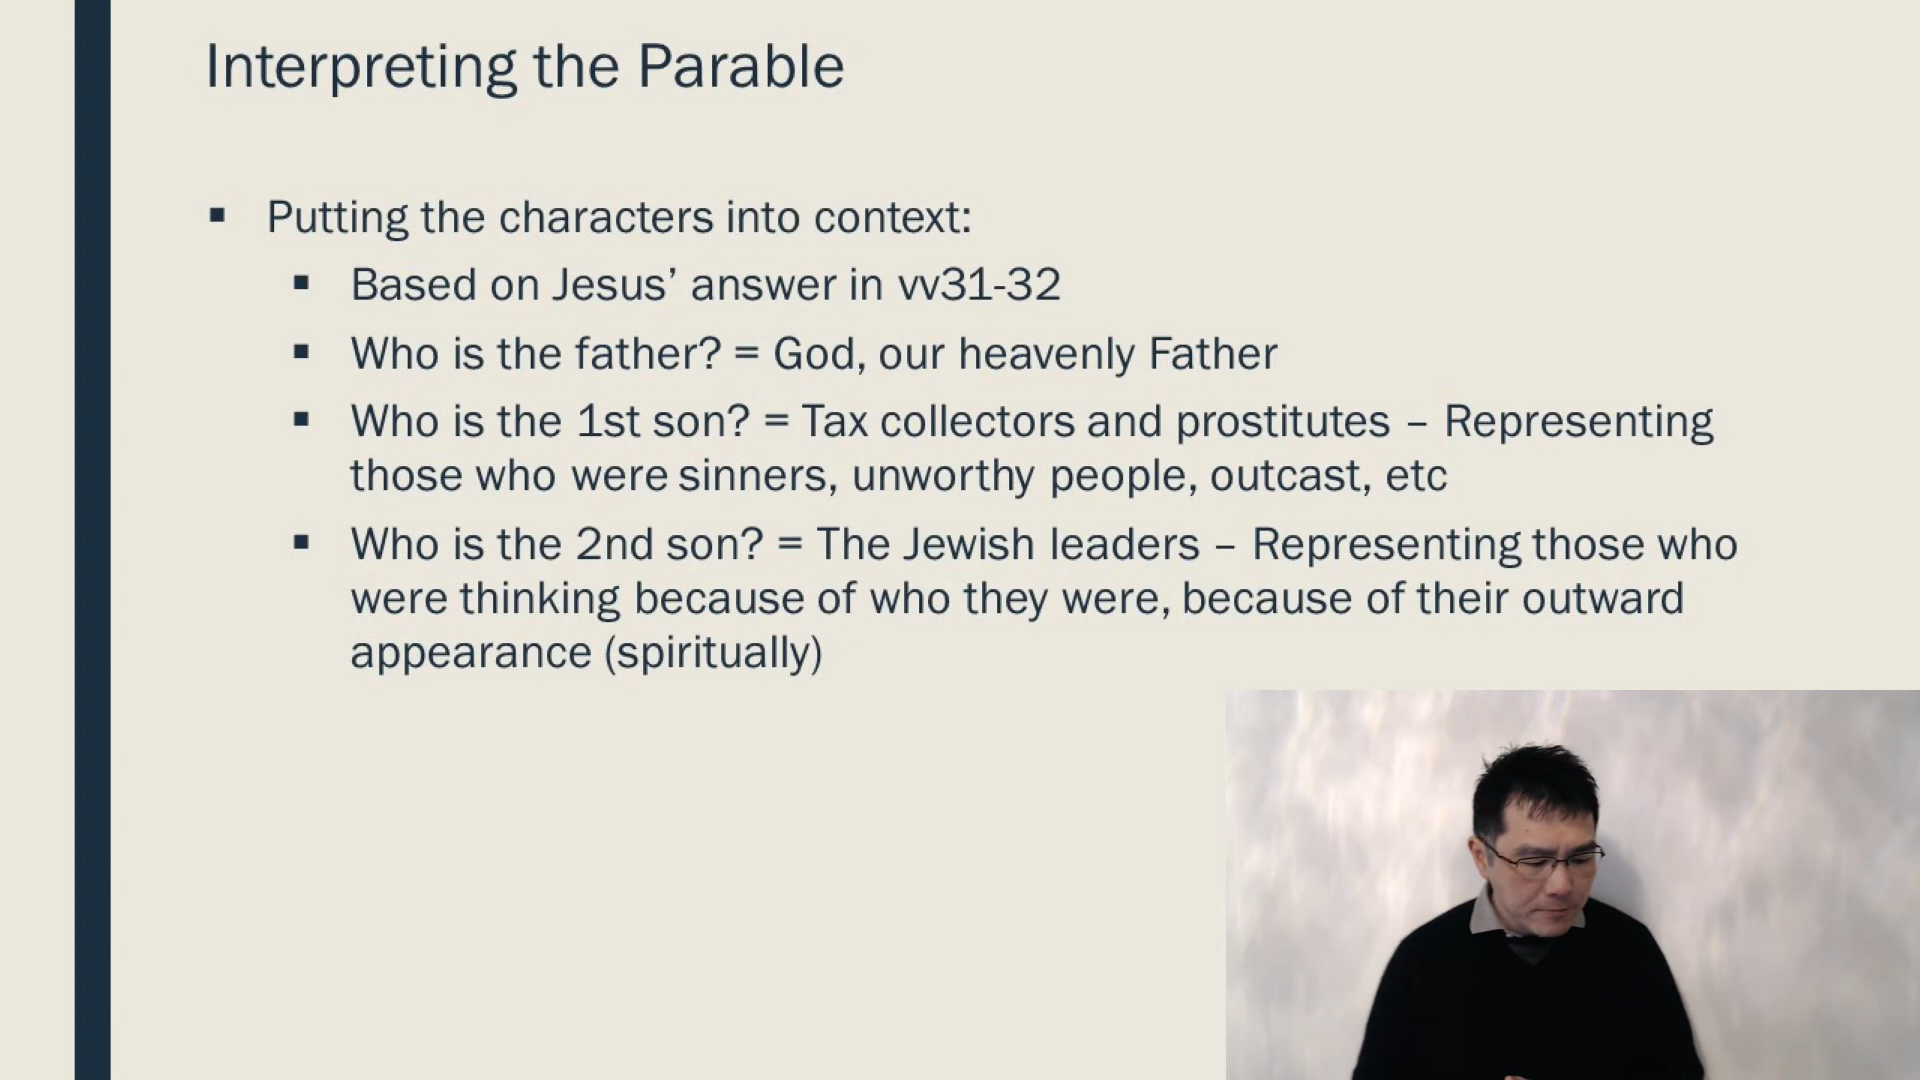 Interpreting the Parable
▪ Putting the characters into context:
▪ Based on Jesus’ answer in vv31-32
▪ Who is the father? = God, our heavenly Father
▪ Who is the 1st son? = Tax collectors and prostitutes – Representing
those who were sinners, unworthy people, outcast, etc
▪ Who is the 2nd son? = The Jewish leaders – Representing those who
were thinking because of who they were, because of their outward
appearance (spiritually)